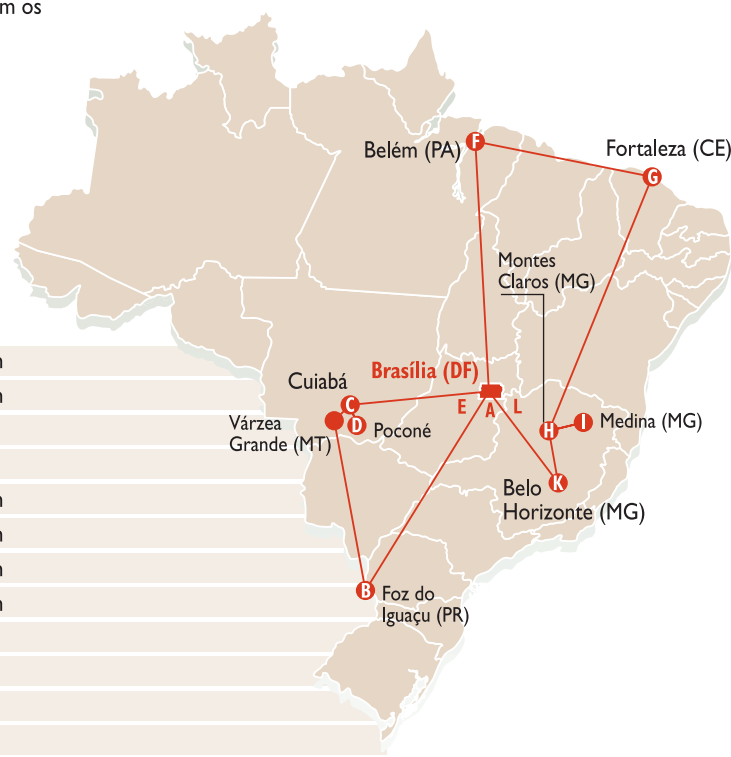 m os
F
Belém (PA)
Fortaleza (CE)
G
Montes
Claros (MG)
Brasília (DF)
Cuiabá
C
E
A
L
Várzea
Grande (MT)
D
Poconé
H
I
Medina (MG)
K
Belo
Horizonte (MG)
B
Foz do
Iguaçu (PR)